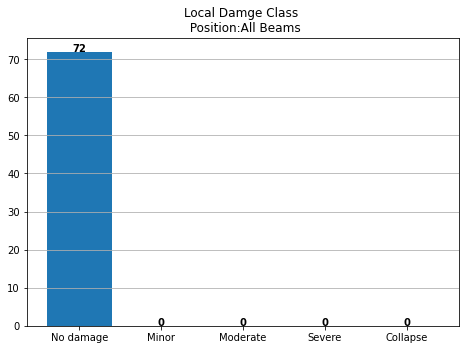 Local Damge Class
Position:All Beams
70
60
50
40
30
20
10
0
72
0
0
0
0
No damage
Minor
Moderate
Severe
Collapse